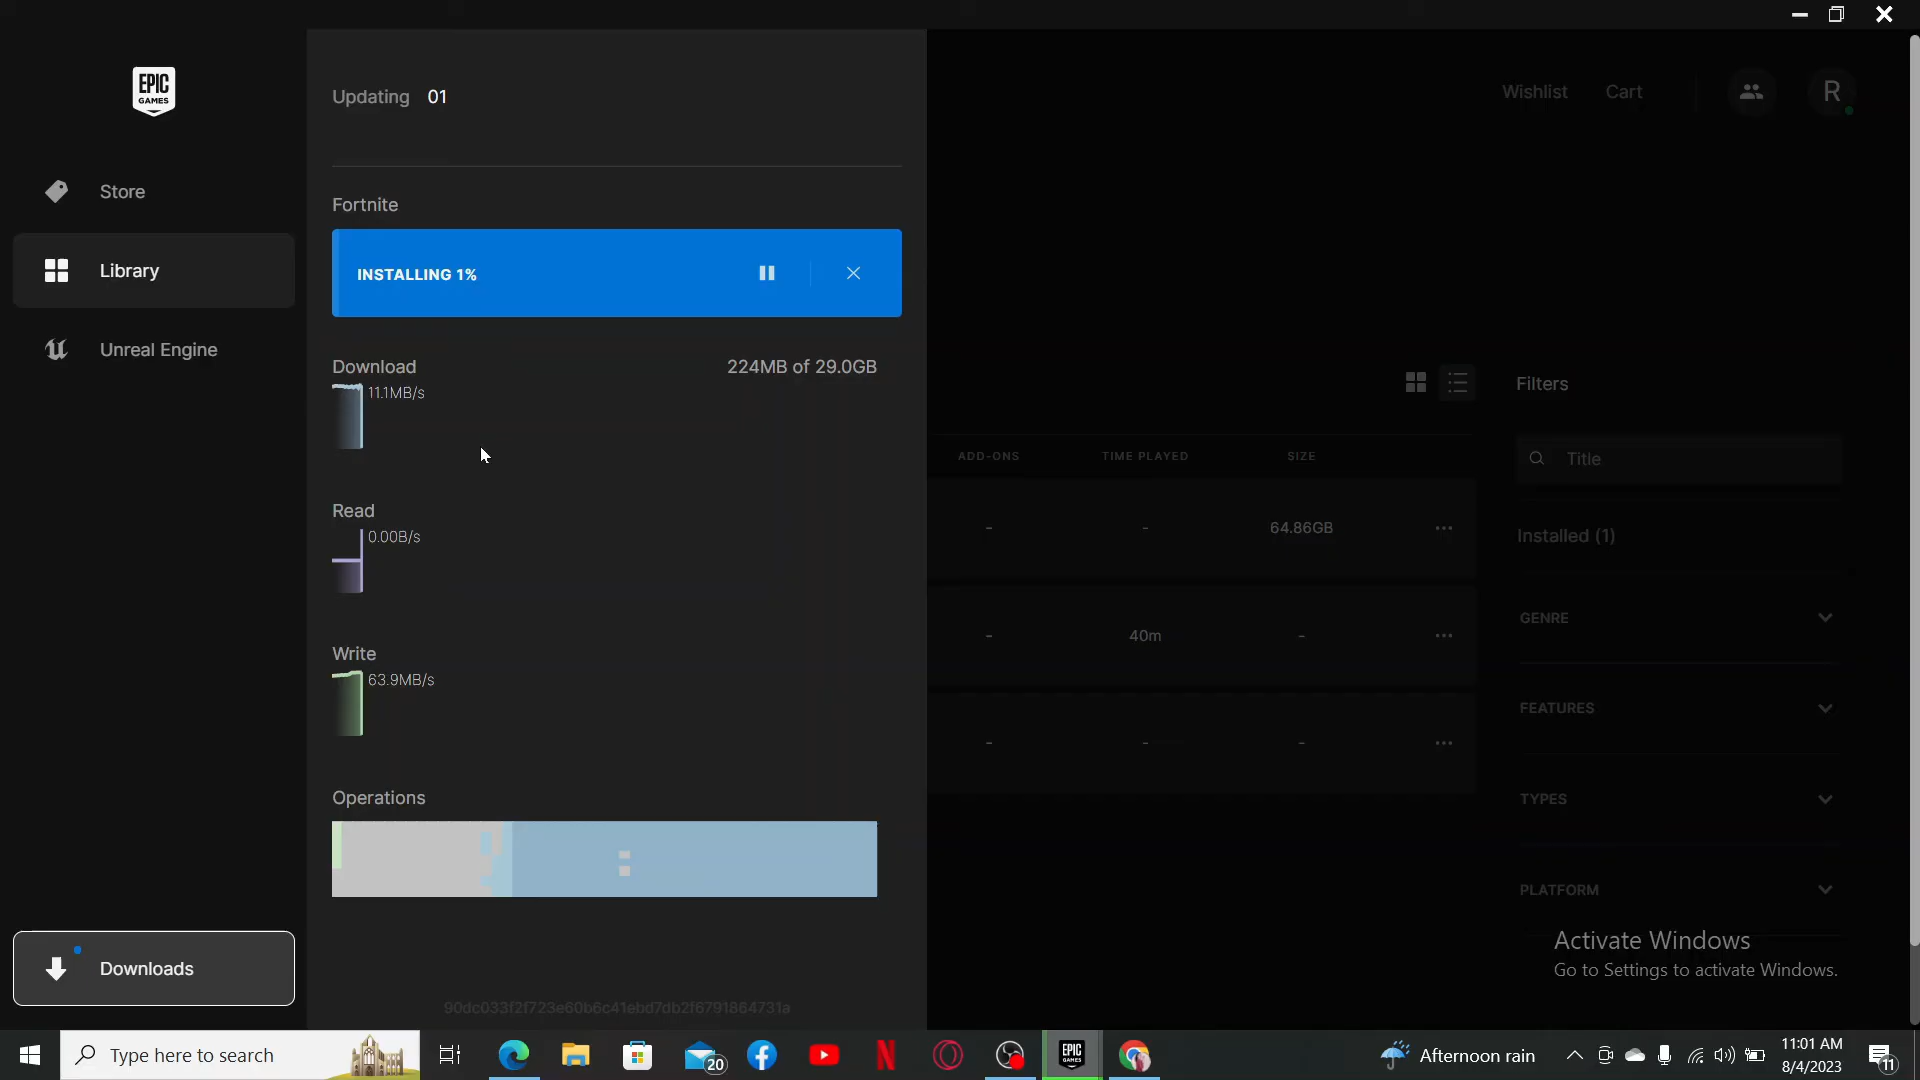 EPIC
GAMES
Store
Library
Unreal Engine
Downloads
Updating 01
Fortnite
INSTALLING 1%
Download 224MB of 29.0GB
11.1MB/s
Read
0.00B/s
Write
63.9MB/s
Operations
90dc033f2f723e60b6c41ebd7db2f6791864731a
Wishlist Cart R
Filters
ADD-ONS TIME PLAYED SIZE
Title
- - 64.86GB
Installed (1)
- 40m -
- - -
GENRE
FEATURES
TYPES
PLATFORM
Activate Windows
Go to Settings to activate Windows.
Type here to search
20
EPIC
GAMES
Afternoon rain
11:01 AM
8/4/2023
11